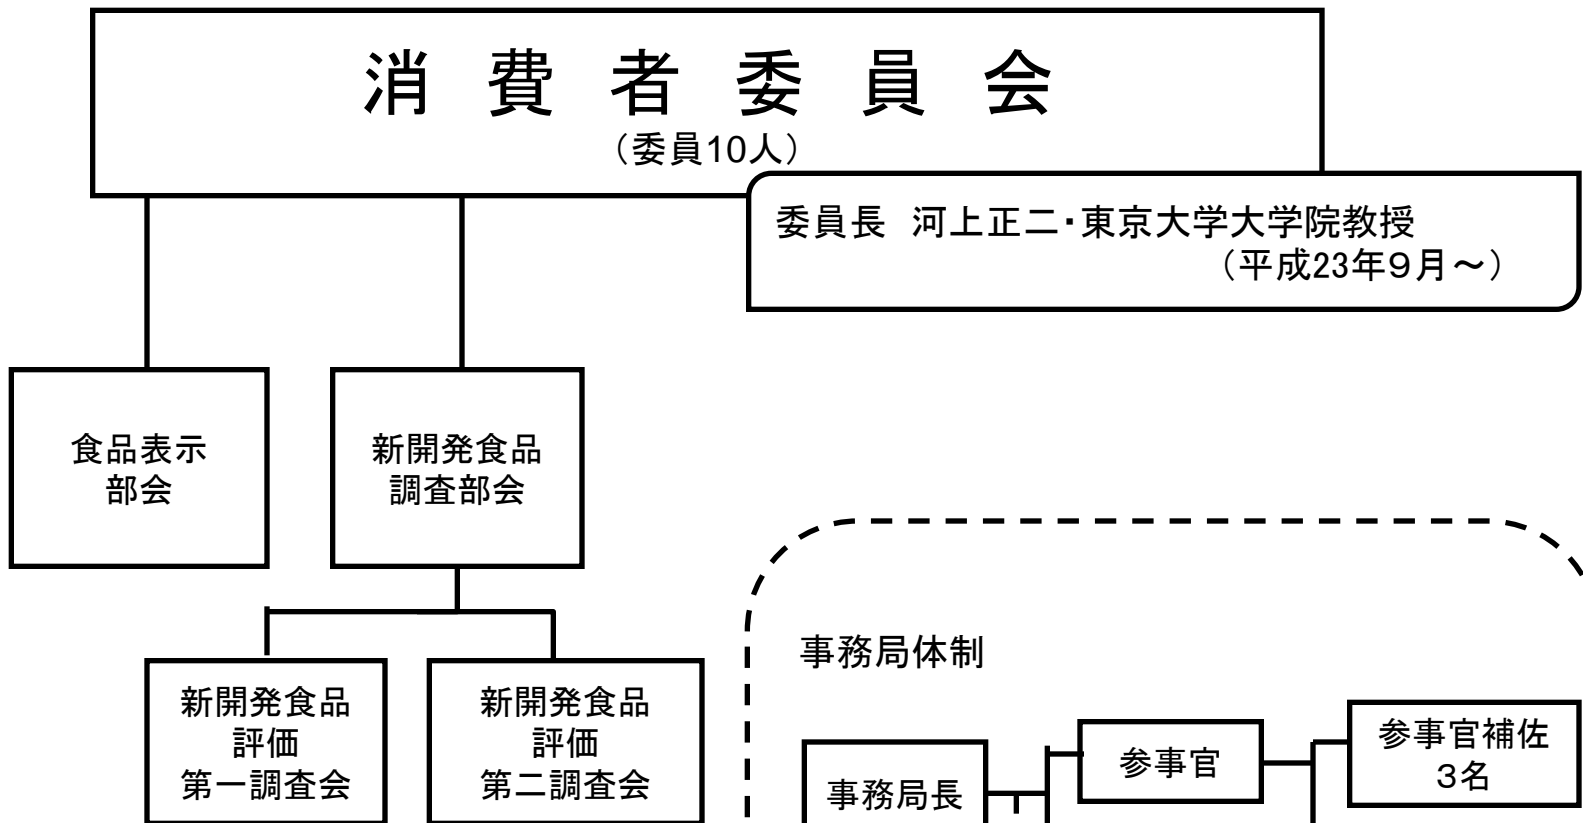 消費者委員会
（委員10人）
委員長　河上正二・東京大学大学院教授
（平成23年９月～）
食品表示
部会
新開発食品
調査部会
新開発食品
評価
第一調査会
新開発食品
評価
第二調査会
事務局体制
事務局長
参事官
参事官補佐
３名